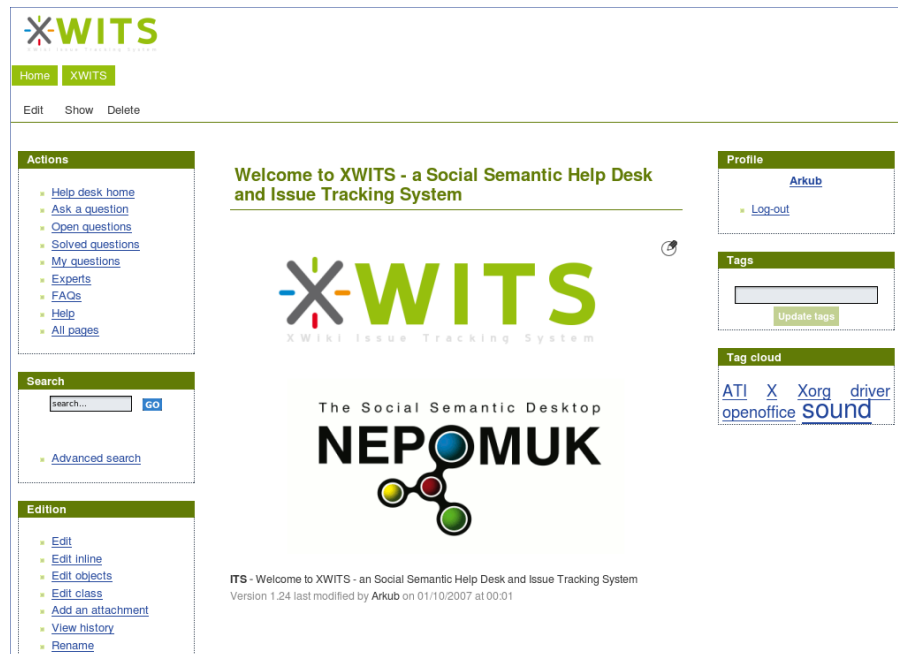 XWITS
XWiki Issue Tracking System
Home XWITS
Edit Show Delete
Actions
Help desk home
Ask a question
Open questions
Solved questions
My questions
Experts
FAQs
Help
All pages
Search
search... GO
Advanced search
Edition
Edit
Edit inline
Edit objects
Edit class
Add an attachment
View history
Rename
Welcome to XWITS - a Social Semantic Help Desk
and Issue Tracking System
XWITS
XWiki Issue Tracking System
The Social Semantic Desktop
NEPOMUK
ITS - Welcome to XWITS - an Social Semantic Help Desk and Issue Tracking System
Version 1.24 last modified by Arkub on 01/10/2007 at 00:01
Profile
Arkub
Log-out
Tags
Update tags
Tag cloud
ATI X Xorg driver
openoffice sound